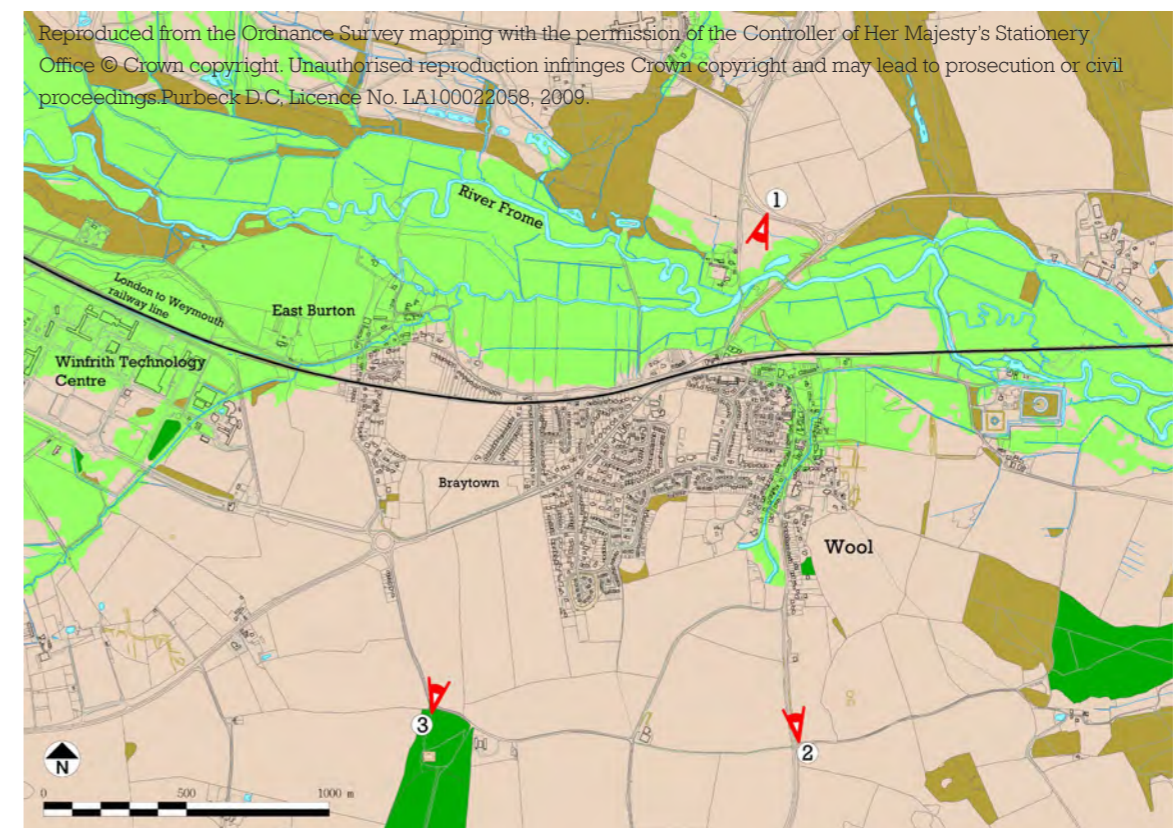 Reproduced from the Ordnance Survey mapping with the permission of the Controller of Her Majesty's Stationery
Office © Crown copyright. Unauthorised reproduction infringes Crown copyright and may lead to prosecution or civil
proceedings.Purbeck D.C, Licence No. LA100022058, 2009.
1
River Frome
London to Weymouth
railway line
East Burton
Winfrith Technology
Centre
Braytown
Wool
3
2
N
0 500 1000 m